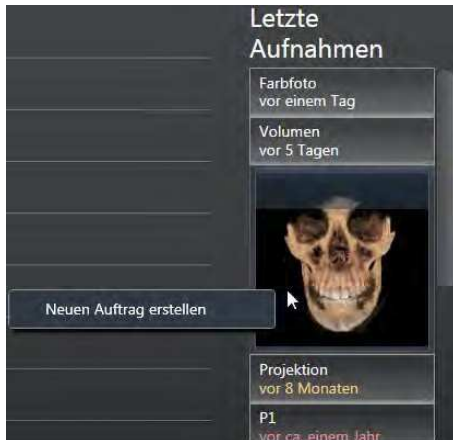 Letzte
Aufnahmen
Farbfoto
vor einem Tag
Volumen
vor 5 Tagen
Neuen Auftrag erstellen
Projektion
vor 8 Monaten
P1
vor ca. einem Jahr